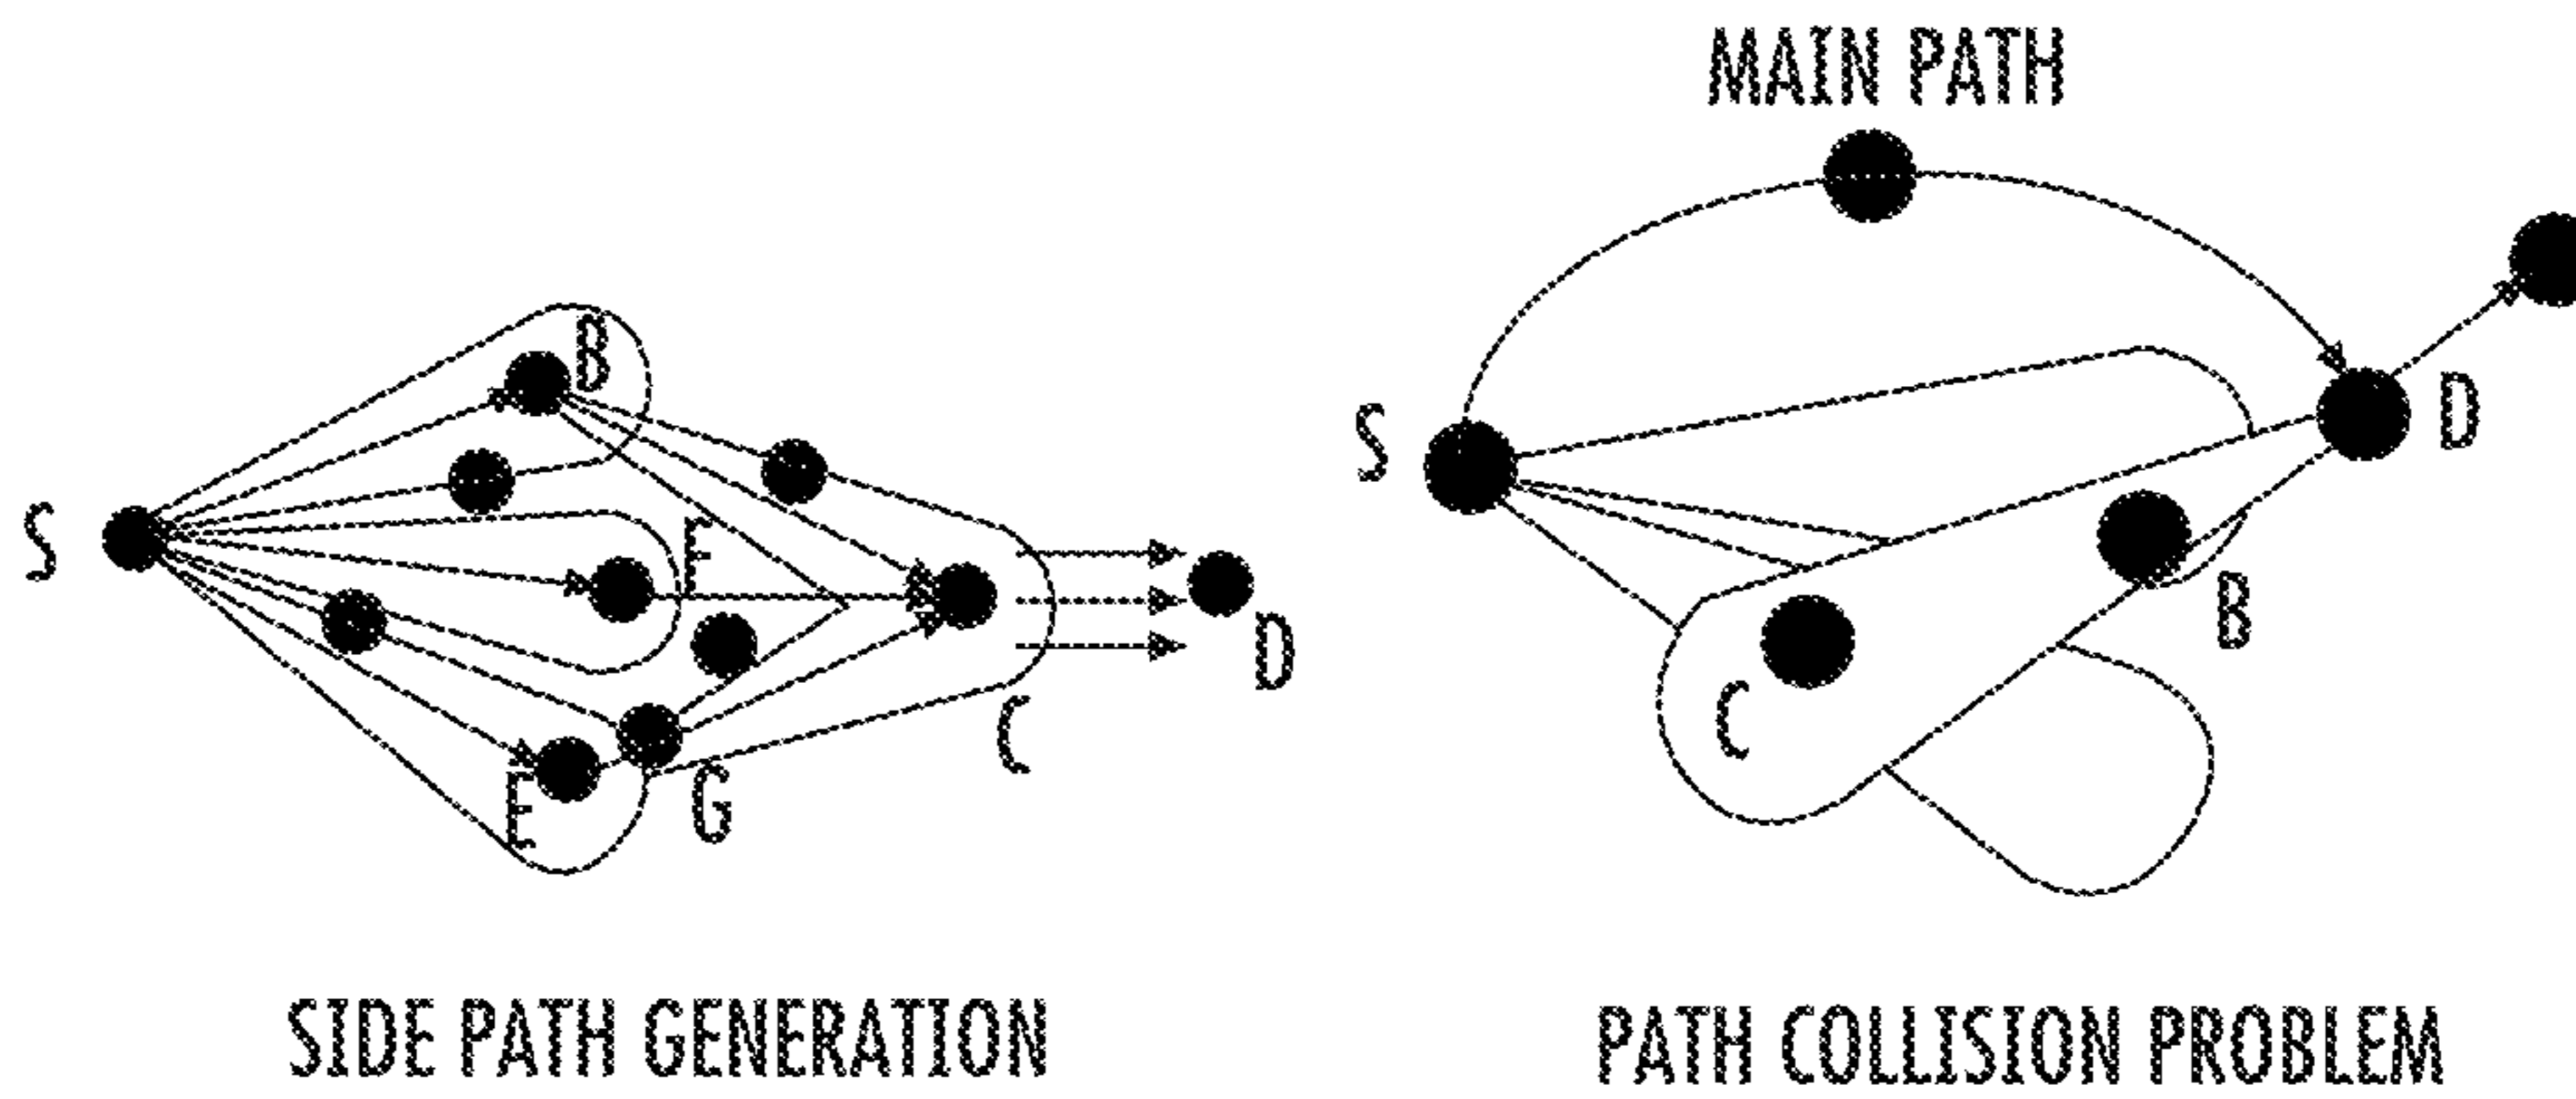 MAIN PATH
B
S
F
E
G
C
D
S
D
B
C
SIDE PATH GENERATION
PATH COLLISION PROBLEM